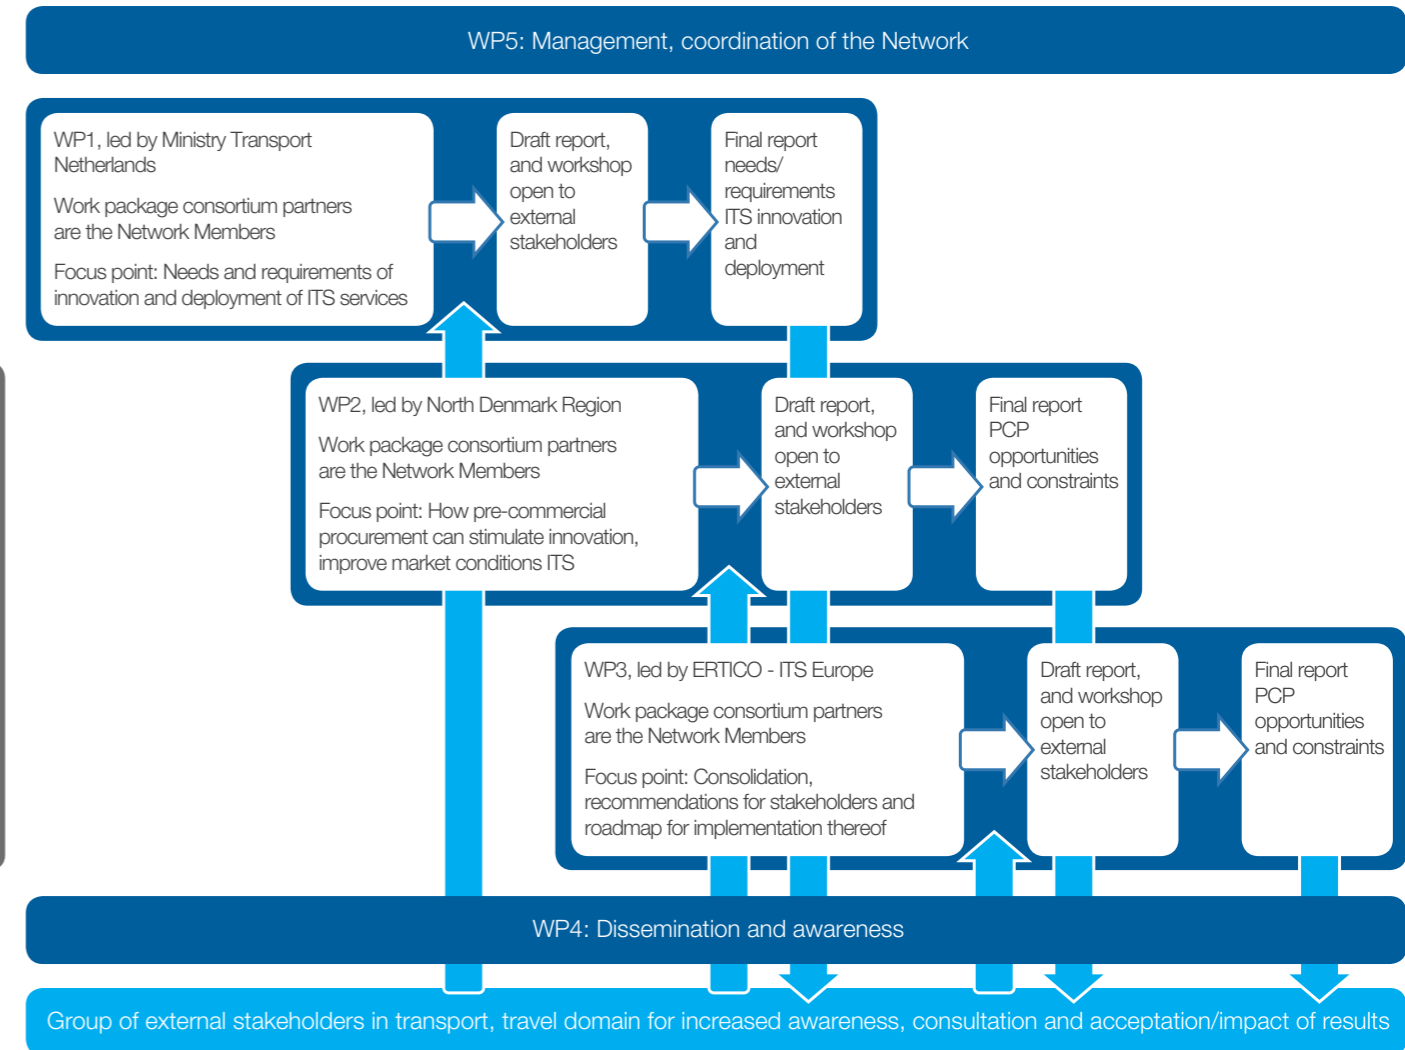 WP5: Management, coordination of the Network
WP1, led by Ministry Transport
Netherlands
Work package consortium partners
are the Network Members
Focus point: Needs and requirements of
innovation and deployment of ITS services
Draft report,
and workshop
open to
external
stakeholders
Final report
needs/
requirements
ITS innovation
and
deployment
WP2, led by North Denmark Region
Work package consortium partners
are the Network Members
Focus point: How pre-commercial
procurement can stimulate innovation,
improve market conditions ITS
Draft report,
and workshop
open to
external
stakeholders
Final report
PCP
opportunities
and constraints
WP3, led by ERTICO - ITS Europe
Work package consortium partners
are the Network Members
Focus point: Consolidation,
recommendations for stakeholders and
roadmap for implementation thereof
Draft report,
and workshop
open to
external
stakeholders
Final report
PCP
opportunities
and constraints
WP4: Dissemination and awareness
Group of external stakeholders in transport, travel domain for increased awareness, consultation and acceptation/impact of results